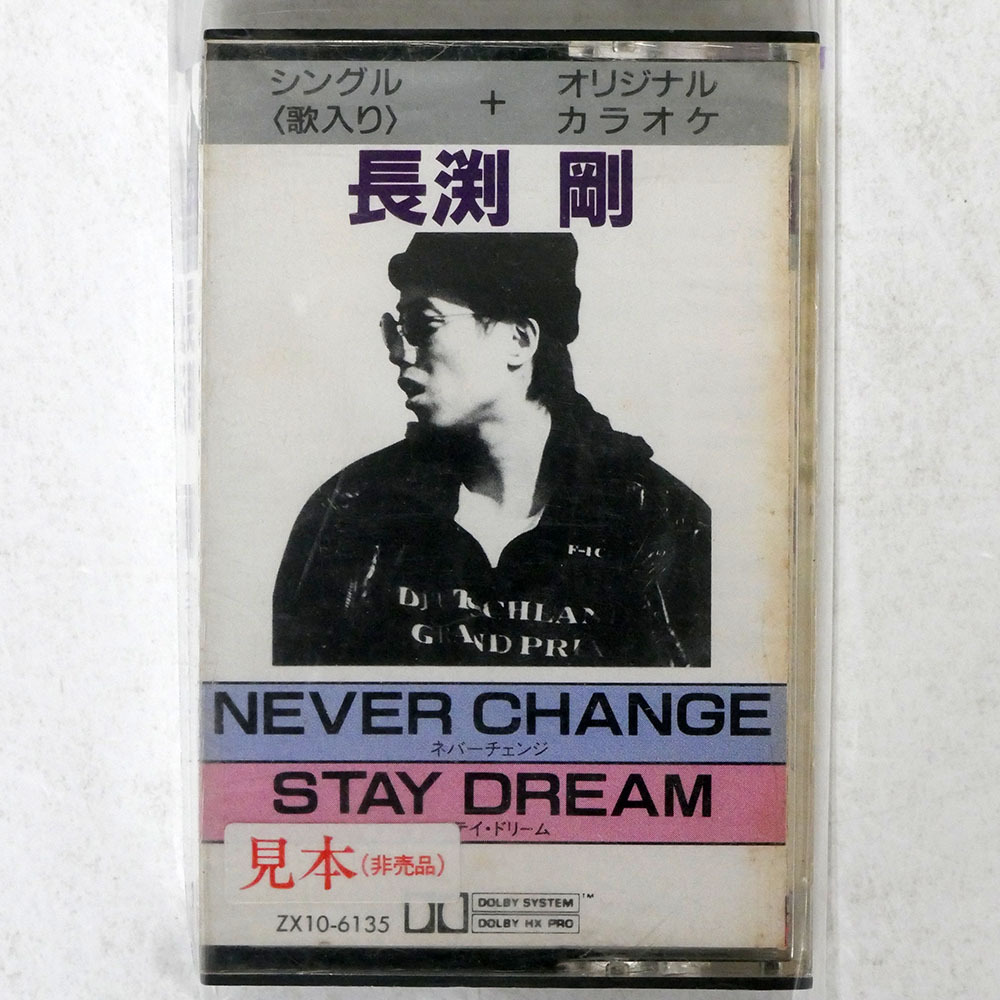 シングル
〈歌入り〉
+
オリジナル
カラオケ
長渕 剛
F-1
GRAND PRI
NEVER CHANGE
ネバーチェンジ
STAY DREAM
テイ・ドリーム
見本(非売品)
ZX10-6135
DOLBY SYSTEM™
DOLBY HX PRO